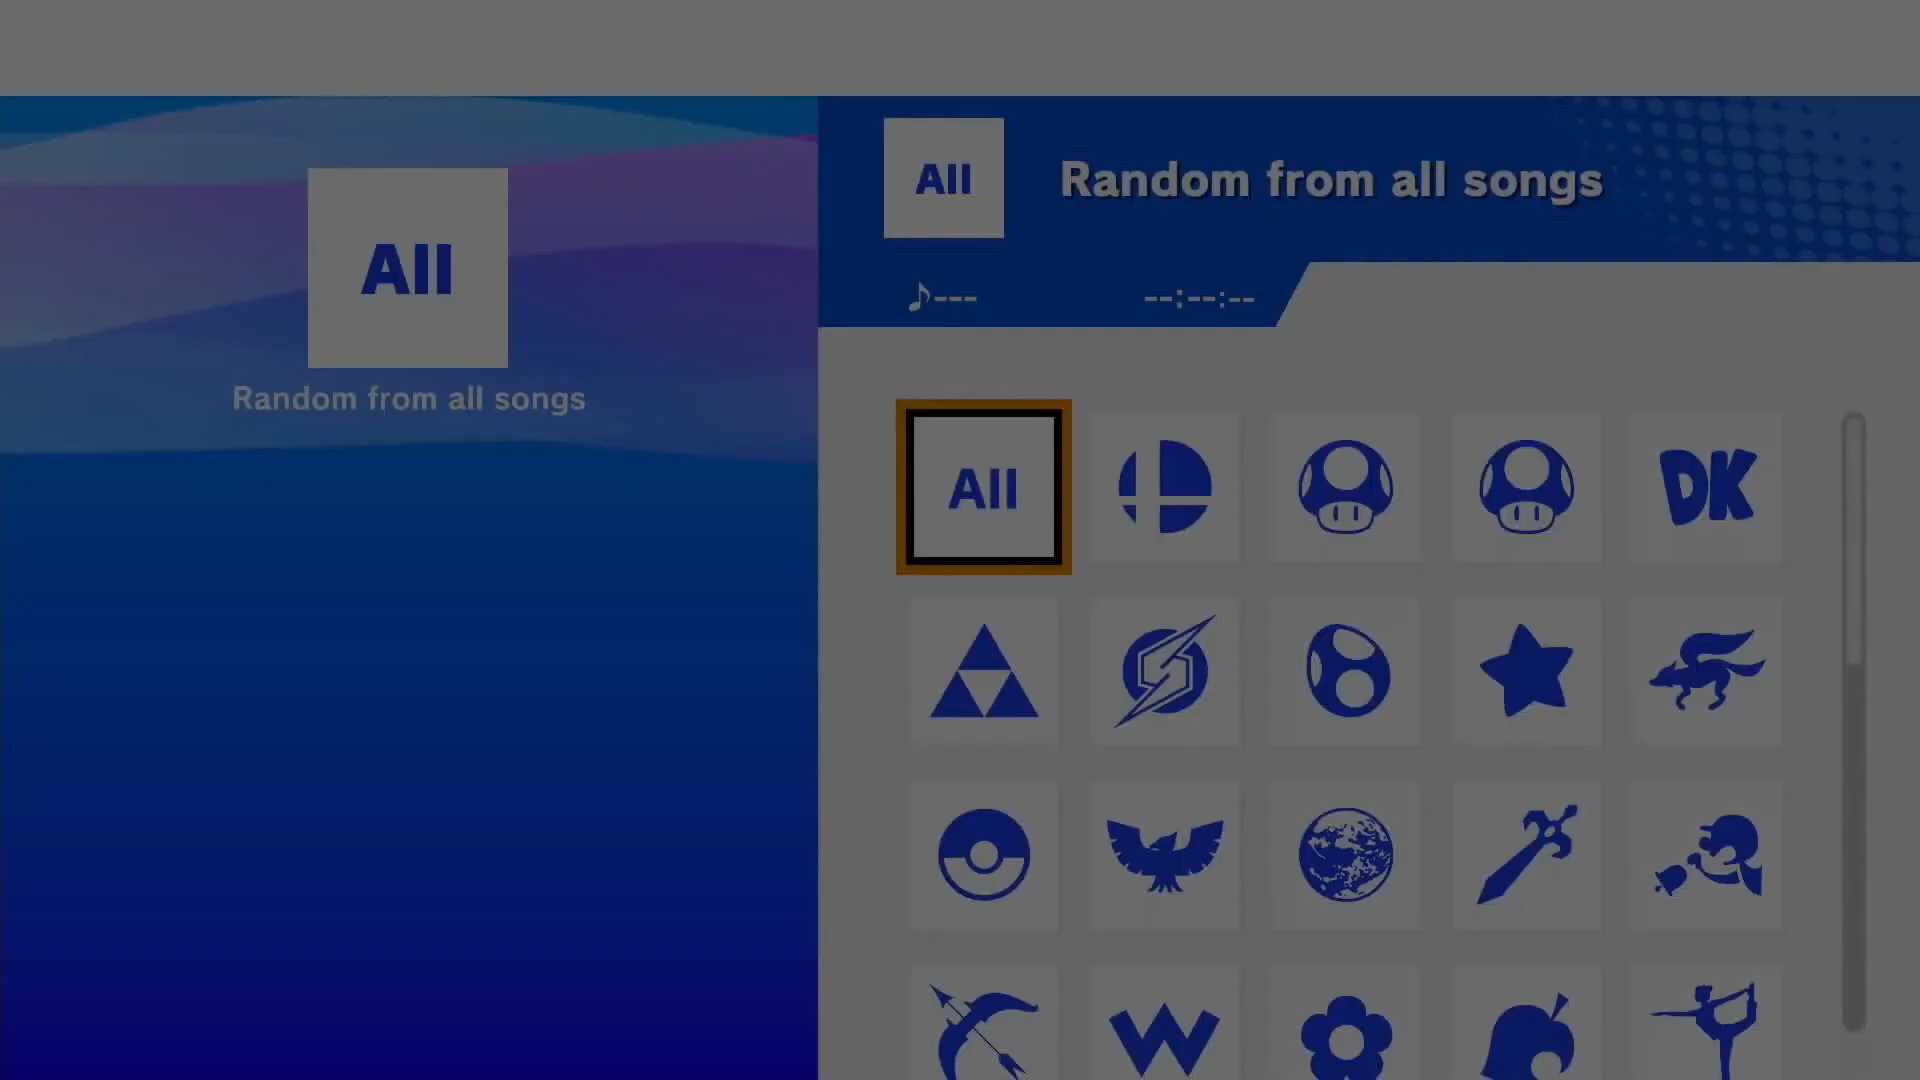 All
Random from all songs
All
Random from all songs
♪---
--:--:--
All
DK
W